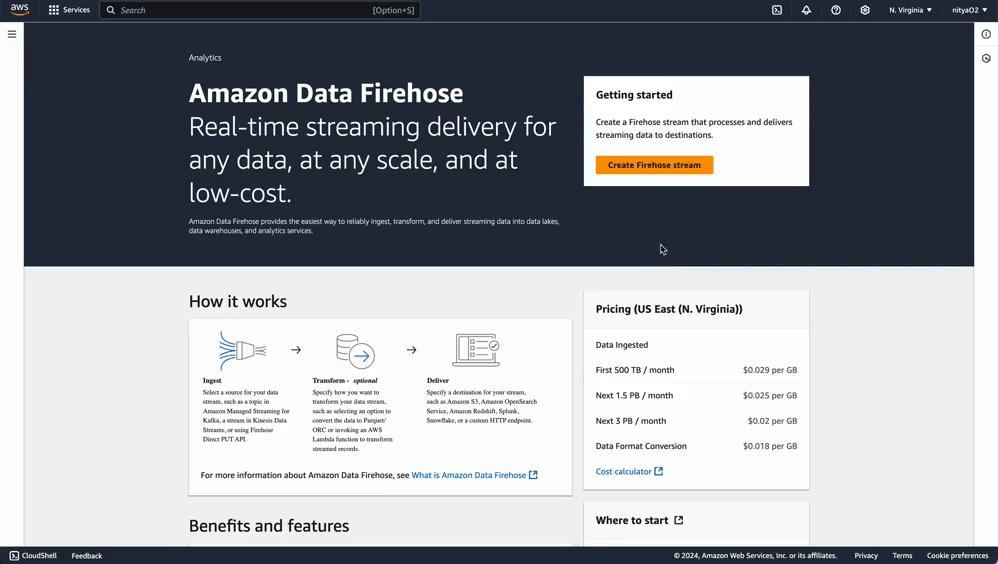 aws
Services
Search
[Option+S]
N. Virginia
nityaO2
Analytics
Amazon Data Firehose
Real-time streaming delivery for
any data, at any scale, and at
low-cost.
Amazon Data Firehose provides the easiest way to reliably ingest, transform, and deliver streaming data into data lakes,
data warehouses, and analytics services.
Getting started
Create a Firehose stream that processes and delivers
streaming data to destinations.
Create Firehose stream
How it works
Ingest
Select a source for your data
stream, such as a topic in
Amazon Managed Streaming for
Kafka, a stream in Kinesis Data
Streams, or using Firehose
Direct PUT API.
Transform - optional
Specify how you want to
transform your data stream,
such as selecting an option to
convert the data to Parquet/
ORC or invoking an AWS
Lambda function to transform
streamed records.
Deliver
Specify a destination for your stream,
such as Amazon S3, Amazon OpenSearch
Service, Amazon Redshift, Splunk,
Snowflake, or a custom HTTP endpoint.
For more information about Amazon Data Firehose, see What is Amazon Data Firehose
Pricing (US East (N. Virginia))
Data Ingested
First 500 TB / month $0.029 per GB
Next 1.5 PB / month $0.025 per GB
Next 3 PB / month $0.02 per GB
Data Format Conversion $0.018 per GB
Cost calculator
Benefits and features
Where to start
CloudShell
Feedback
© 2024, Amazon Web Services, Inc. or its affiliates.
Privacy
Terms
Cookie preferences